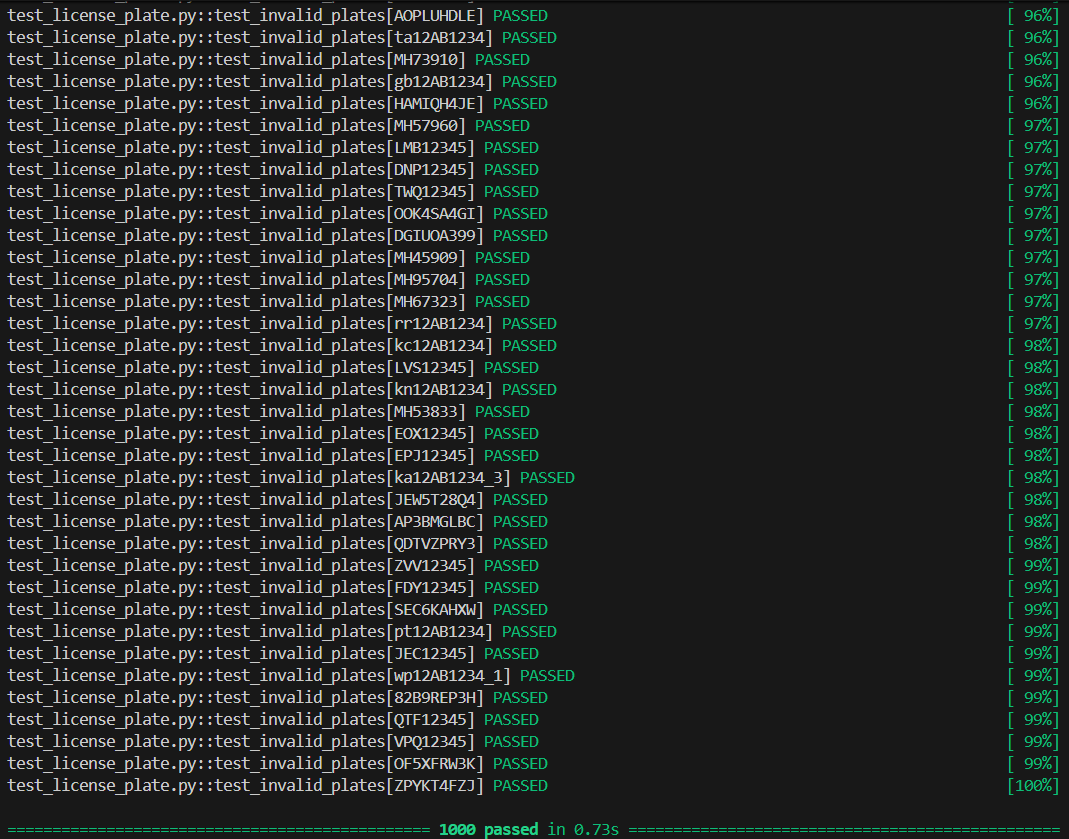 test_license_plate.py::test_invalid_plates[AOPLUHDLE] PASSED [ 96%]
test_license_plate.py::test_invalid_plates[ta12AB1234] PASSED [ 96%]
test_license_plate.py::test_invalid_plates[MH73910] PASSED [ 96%]
test_license_plate.py::test_invalid_plates[gb12AB1234] PASSED [ 96%]
test_license_plate.py::test_invalid_plates[HAMIQH4JE] PASSED [ 96%]
test_license_plate.py::test_invalid_plates[MH57960] PASSED [ 97%]
test_license_plate.py::test_invalid_plates[LMB12345] PASSED [ 97%]
test_license_plate.py::test_invalid_plates[DNP12345] PASSED [ 97%]
test_license_plate.py::test_invalid_plates[TWQ12345] PASSED [ 97%]
test_license_plate.py::test_invalid_plates[OOK4SA4GI] PASSED [ 97%]
test_license_plate.py::test_invalid_plates[DGIUOA399] PASSED [ 97%]
test_license_plate.py::test_invalid_plates[MH45909] PASSED [ 97%]
test_license_plate.py::test_invalid_plates[MH95704] PASSED [ 97%]
test_license_plate.py::test_invalid_plates[MH67323] PASSED [ 97%]
test_license_plate.py::test_invalid_plates[rr12AB1234] PASSED [ 97%]
test_license_plate.py::test_invalid_plates[kc12AB1234] PASSED [ 98%]
test_license_plate.py::test_invalid_plates[LVS12345] PASSED [ 98%]
test_license_plate.py::test_invalid_plates[kn12AB1234] PASSED [ 98%]
test_license_plate.py::test_invalid_plates[MH53833] PASSED [ 98%]
test_license_plate.py::test_invalid_plates[EOX12345] PASSED [ 98%]
test_license_plate.py::test_invalid_plates[EPJ12345] PASSED [ 98%]
test_license_plate.py::test_invalid_plates[ka12AB1234_3] PASSED [ 98%]
test_license_plate.py::test_invalid_plates[JEW5T28Q4] PASSED [ 98%]
test_license_plate.py::test_invalid_plates[AP3BMGLBC] PASSED [ 98%]
test_license_plate.py::test_invalid_plates[QDTVZPRY3] PASSED [ 98%]
test_license_plate.py::test_invalid_plates[ZVV12345] PASSED [ 99%]
test_license_plate.py::test_invalid_plates[FDY12345] PASSED [ 99%]
test_license_plate.py::test_invalid_plates[SEC6KAHXW] PASSED [ 99%]
test_license_plate.py::test_invalid_plates[pt12AB1234] PASSED [ 99%]
test_license_plate.py::test_invalid_plates[JEC12345] PASSED [ 99%]
test_license_plate.py::test_invalid_plates[wp12AB1234_1] PASSED [ 99%]
test_license_plate.py::test_invalid_plates[82B9REP3H] PASSED [ 99%]
test_license_plate.py::test_invalid_plates[QTF12345] PASSED [ 99%]
test_license_plate.py::test_invalid_plates[VPQ12345] PASSED [ 99%]
test_license_plate.py::test_invalid_plates[OF5XFRW3K] PASSED [ 99%]
test_license_plate.py::test_invalid_plates[ZPYKT4FZJ] PASSED [100%]
=============================================== 1000 passed in 0.73s ================================================